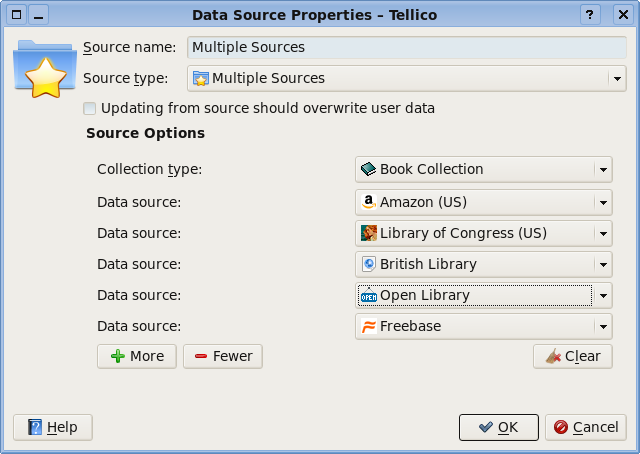 Data Source Properties – Tellico
Source name: Multiple Sources
Source type: Multiple Sources
Updating from source should overwrite user data
Source Options
Collection type: Book Collection
Data source: Amazon (US)
Data source: Library of Congress (US)
Data source: British Library
Data source: Open Library
Data source: Freebase
More Fewer Clear
Help OK Cancel